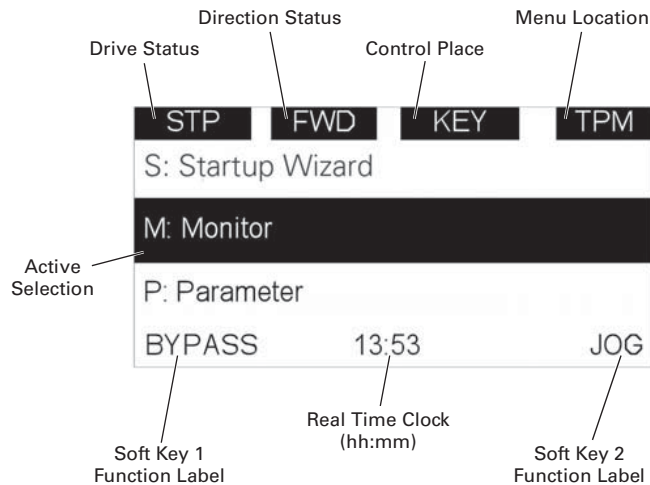 Direction Status
Menu Location
Drive Status
Control Place
STP
FWD
KEY
TPM
S: Startup Wizard
M: Monitor
Active
Selection
P: Parameter
BYPASS
13:53
JOG
Real Time Clock
(hh:mm)
Soft Key 1
Function Label
Soft Key 2
Function Label